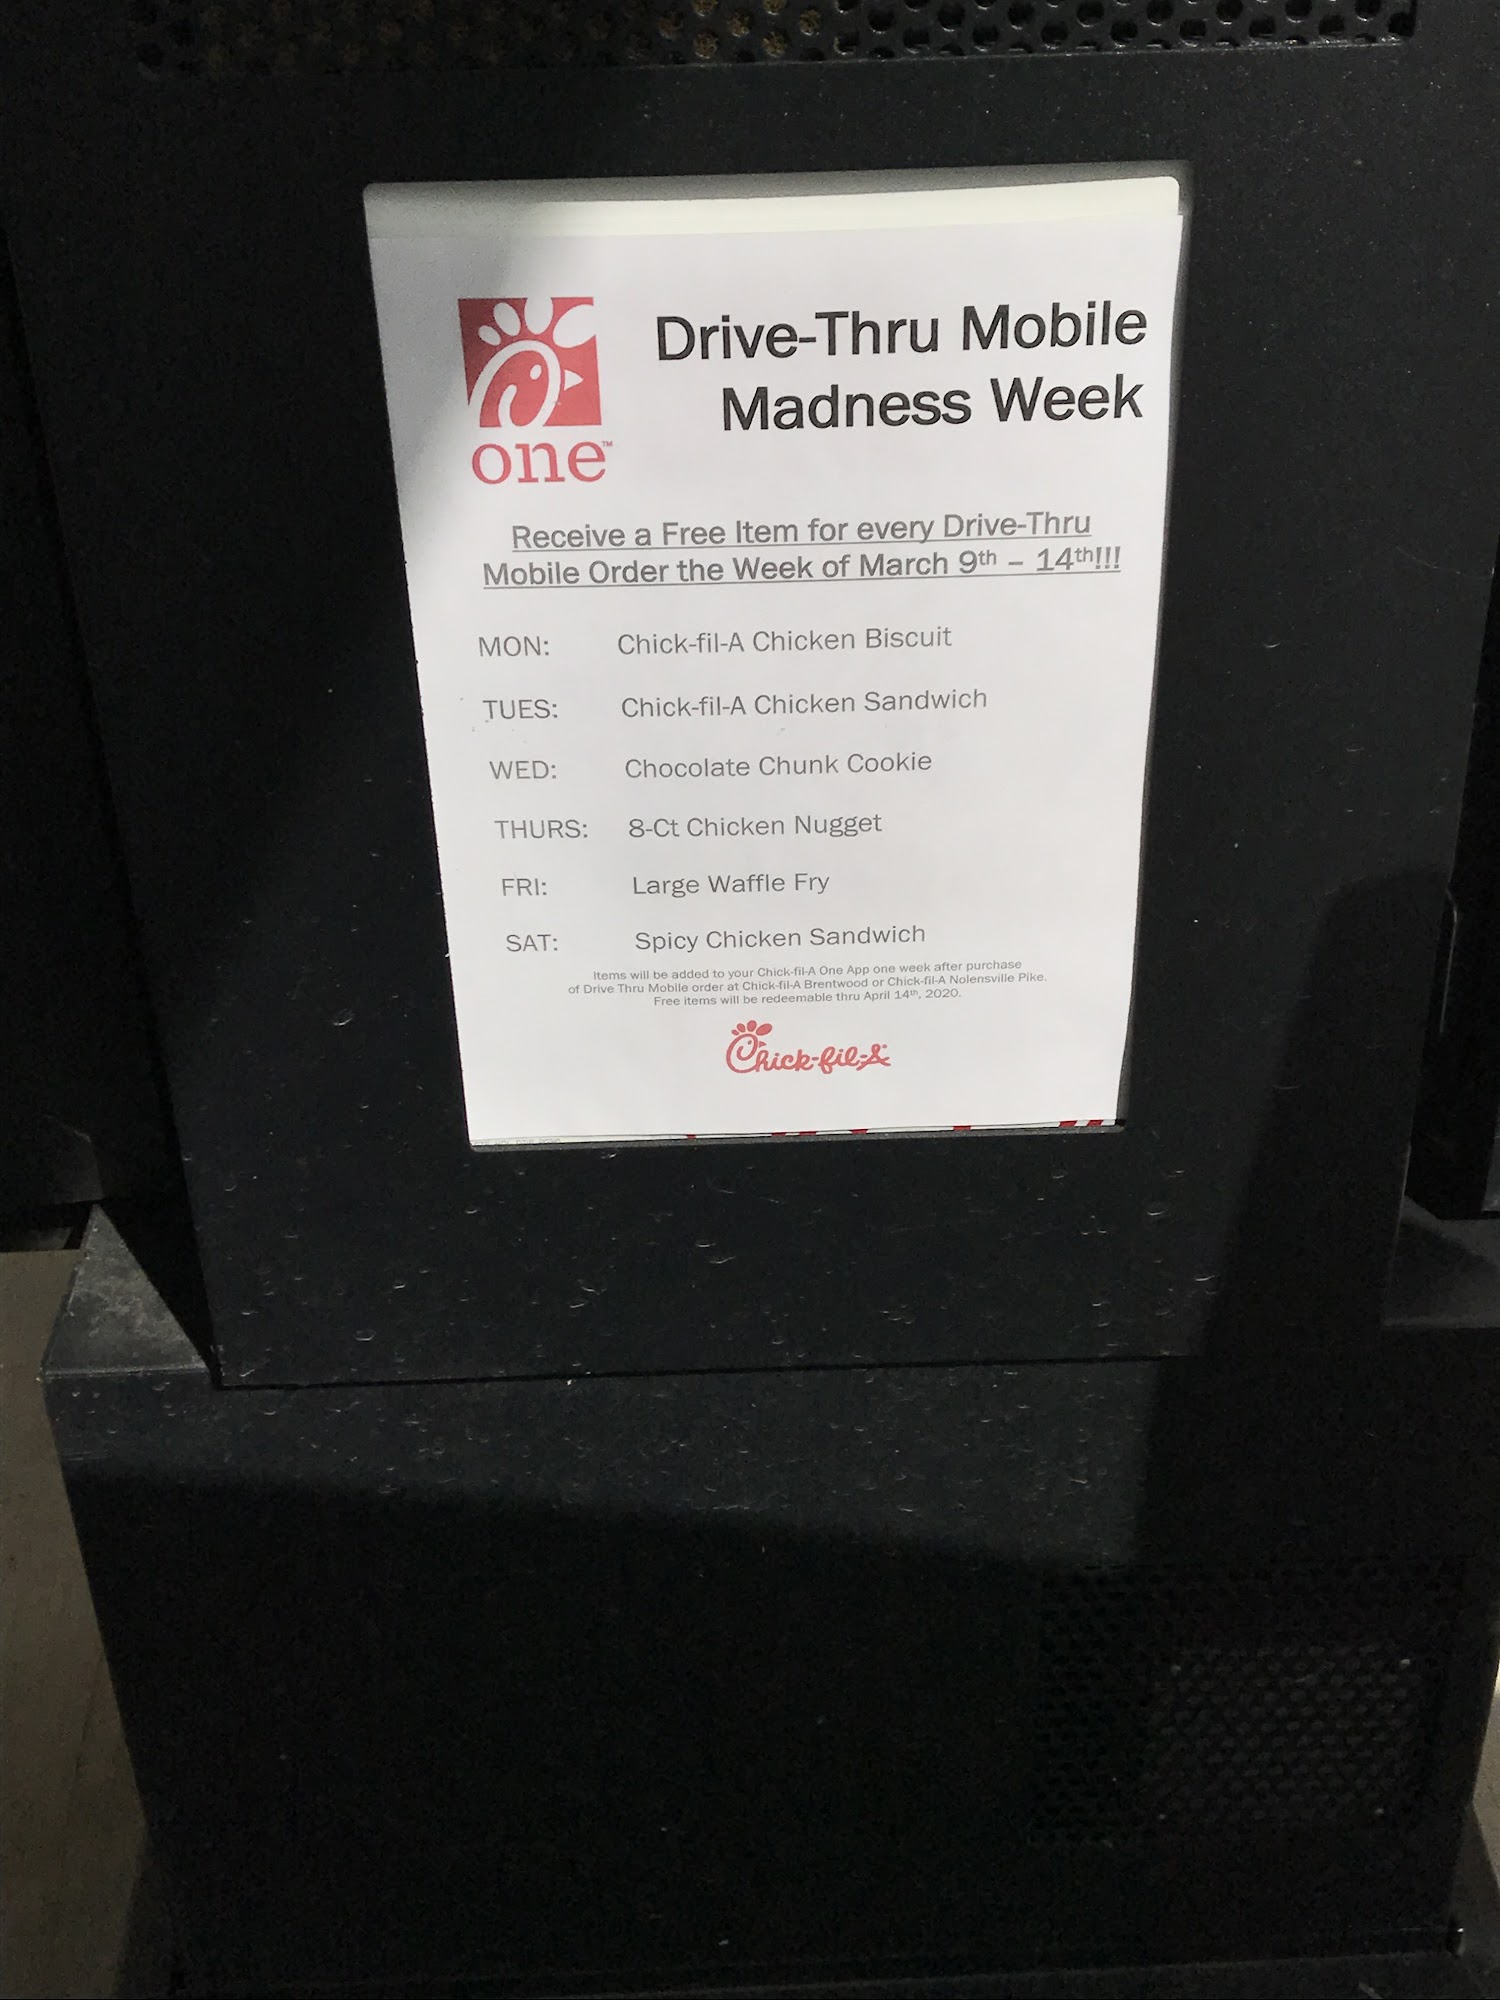 one™
Drive-Thru Mobile
Madness Week
Receive a Free Item for every Drive-Thru
Mobile Order the Week of March 9th – 14th!!!
MON: Chick-fil-A Chicken Biscuit
TUES: Chick-fil-A Chicken Sandwich
WED: Chocolate Chunk Cookie
THURS: 8-Ct Chicken Nugget
FRI: Large Waffle Fry
SAT: Spicy Chicken Sandwich
Items will be added to your Chick-fil-A One App one week after purchase
of Drive Thru Mobile order at Chick-fil-A Brentwood or Chick-fil-A Nolensville Pike.
Free items will be redeemable thru April 14th, 2020.
Chick-fil-A